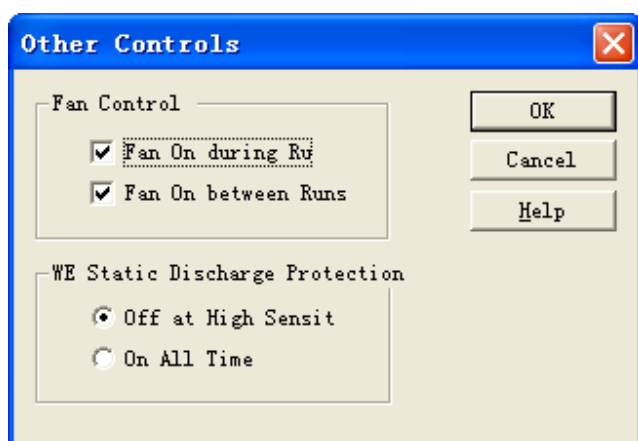 Other Controls
Fan Control
Fan On during Ru
Fan On between Runs
OK
Cancel
Help
WE Static Discharge Protection
Off at High Sensit
On All Time